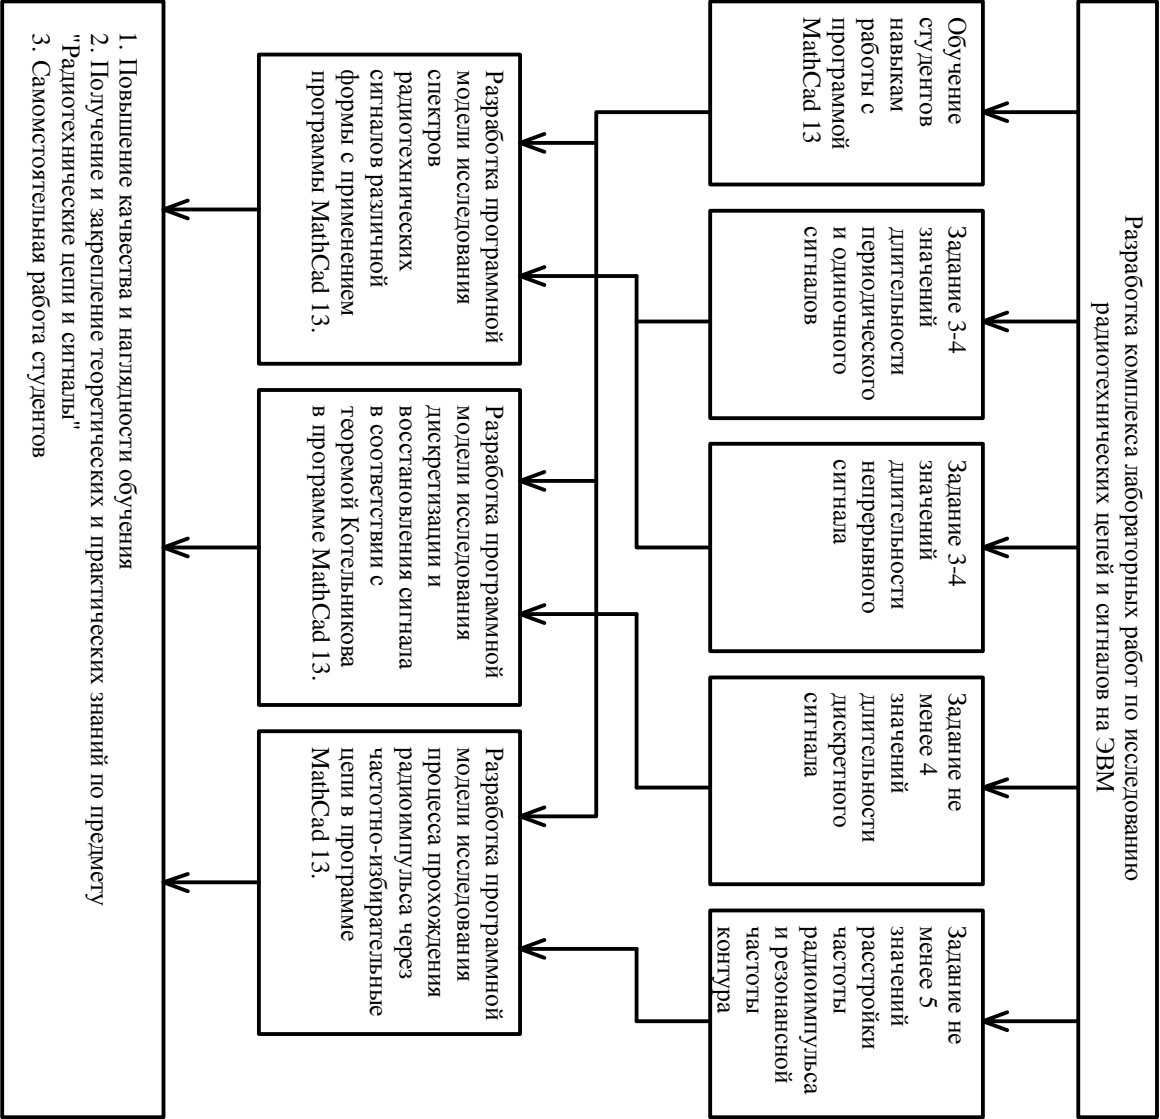 Разработка комплекса лабораторных работ по исследованию
радиотехнических цепей и сигналов на ЭВМ
Обучение
студентов
навыкам
работы с
программой
MathCad 13
Задание 3-4
значений
длительности
периодического
и одиночного
сигналов
Задание 3-4
значений
длительности
непрерывного
сигнала
Задание не
менее 4
значений
длительности
дискретного
сигнала
Задание не
менее 5
значений
расстройки
частоты
радиоимпульса
и резонансной
частоты
контура
Разработка программной
модели исследования
спектров
радиотехнических
сигналов различной
формы с применением
программы MathCad 13.
Разработка программной
модели исследования
дискретизации и
востановления сигнала
в соответствии с
теоремой Котельникова
в программе MathCad 13.
Разработка программной
модели исследования
процесса прохождения
радиоимпульса через
частотно-избирательные
цепи в программе
MathCad 13.
1. Повышение качвества и наглядности обучения
2. Получение и закрепление теоретических и практических знаний по предмету
"Радиотехнические цепи и сигналы"
3. Самомстоятельная работа студентов